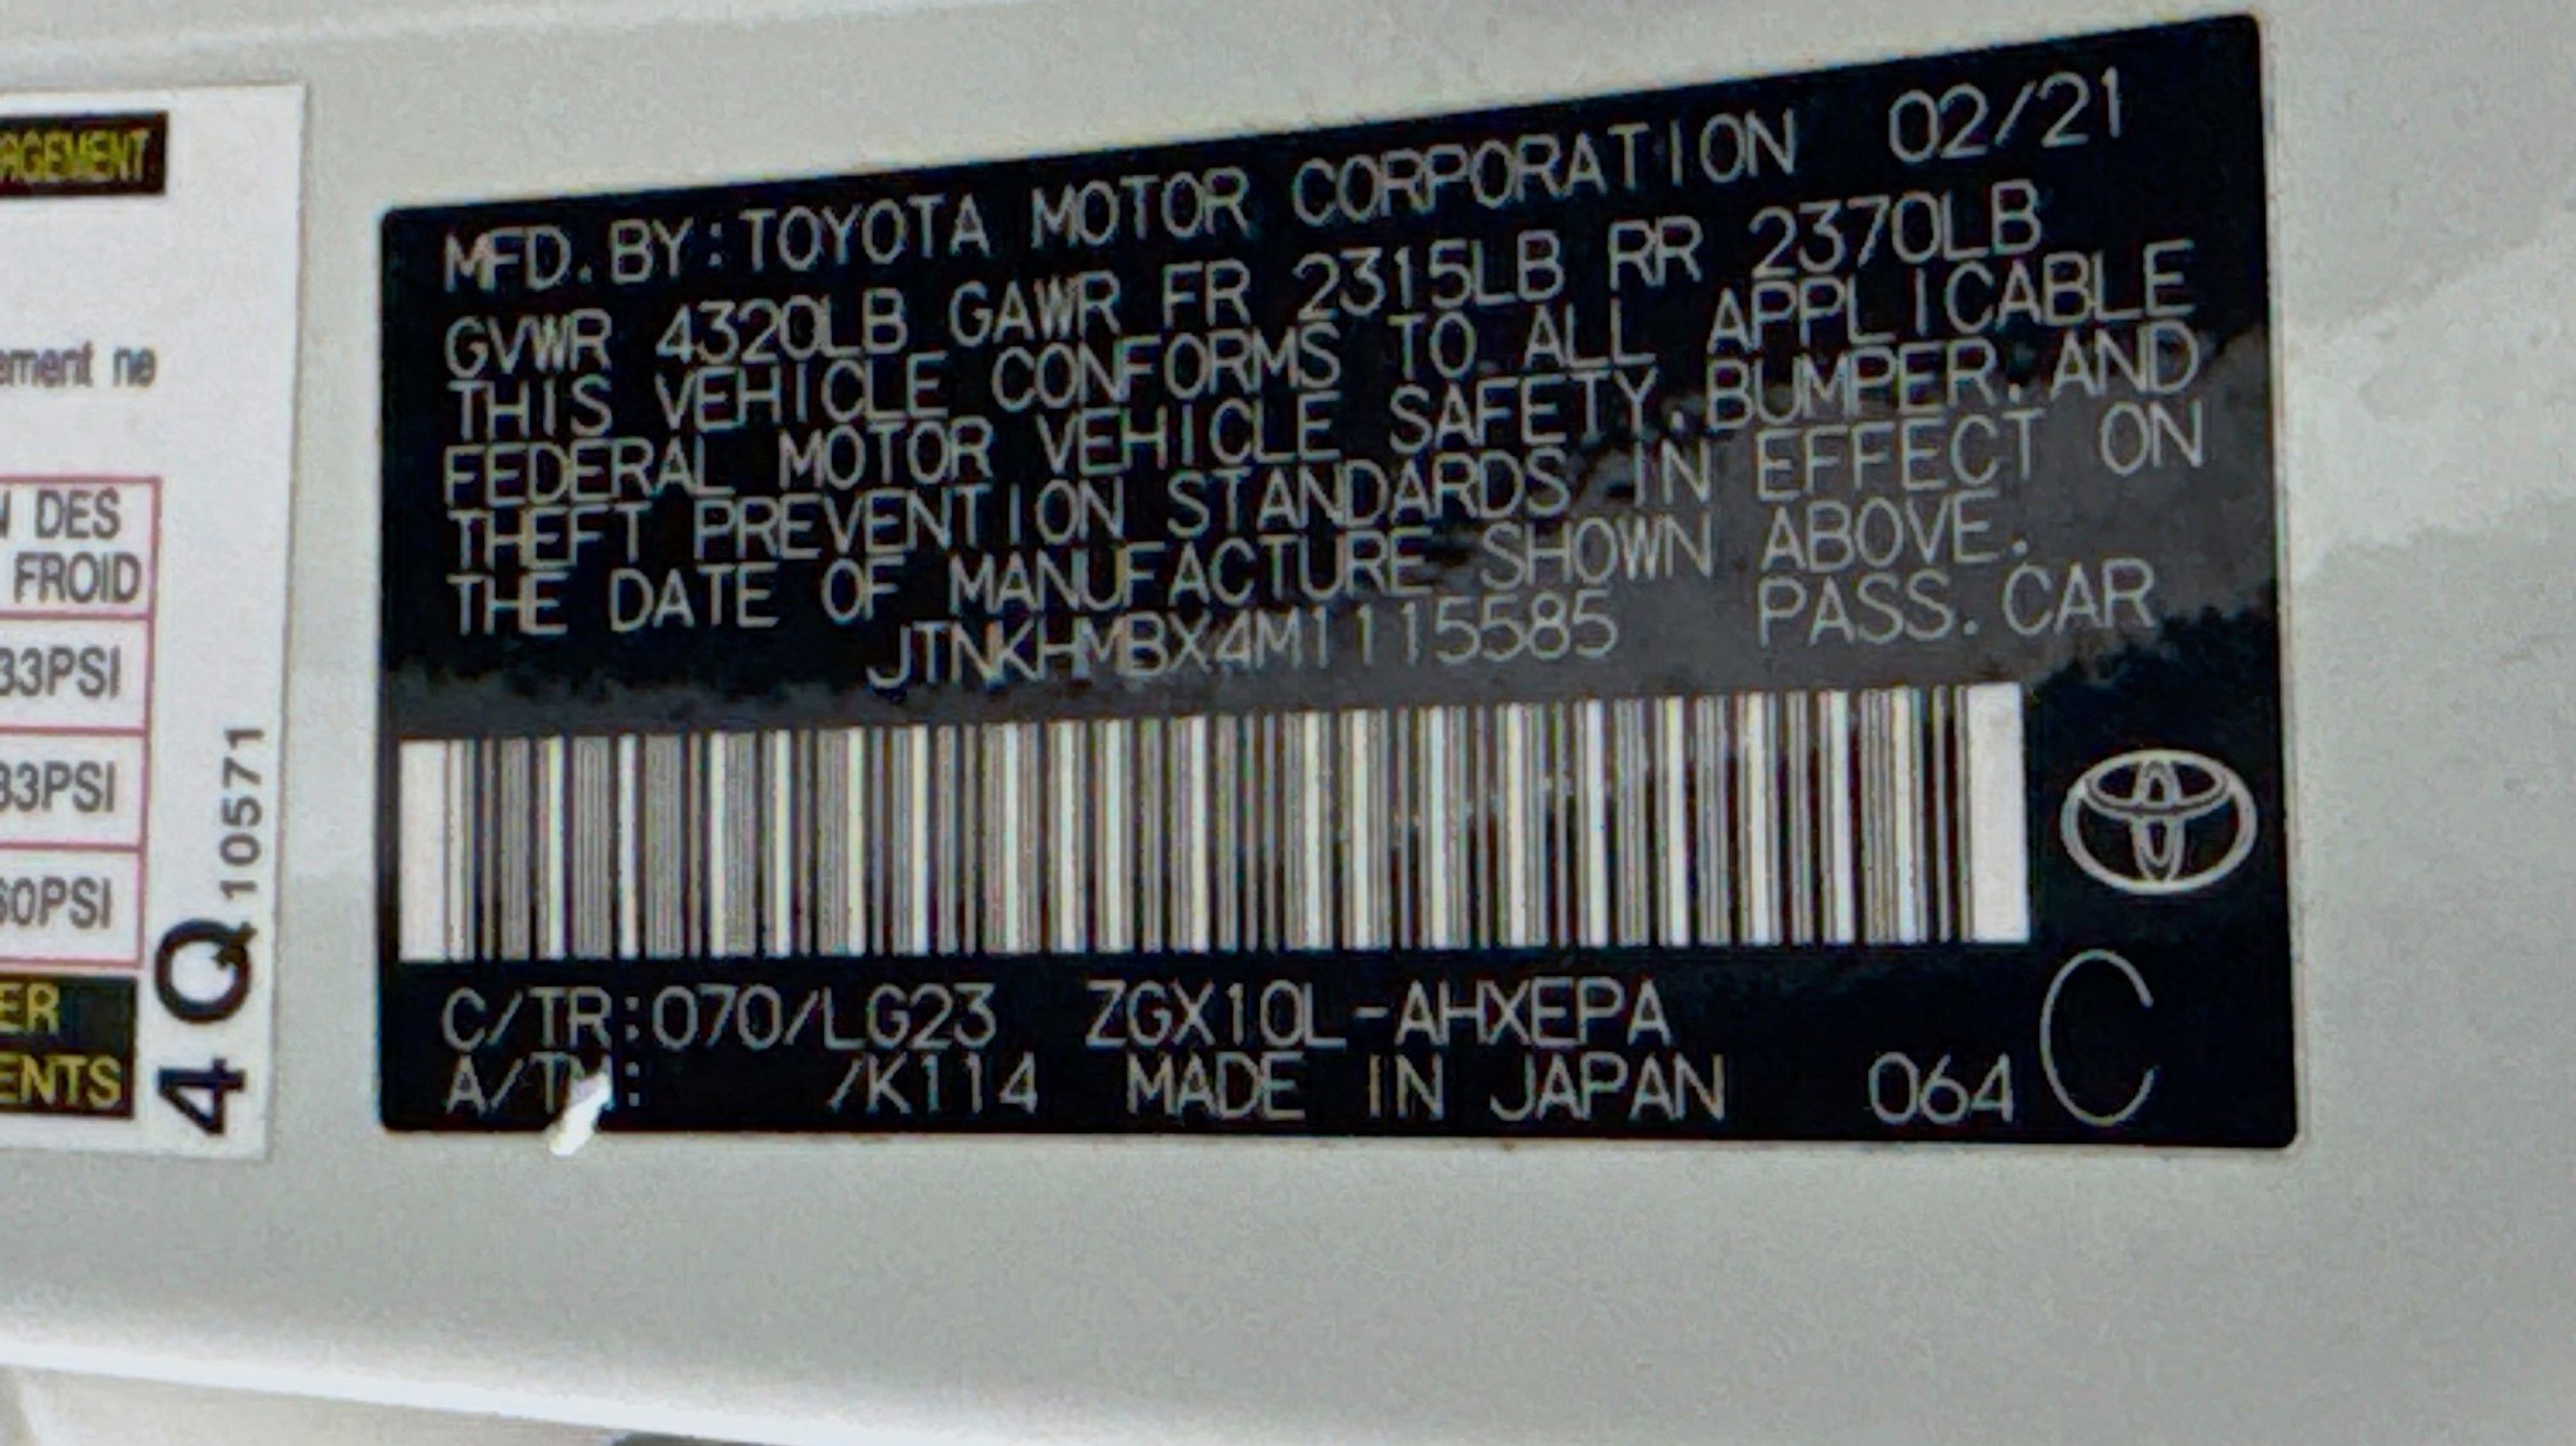 RGEMENT
ement ne
N DES
FROID
33PSI
33PSI
60PSI
ER
ENTS
4Q10571
MFD.BY:TOYOTA MOTOR CORPORATION 02/21
GVWR 4320LB GAWR FR 2315LB RR 2370LB
THIS VEHICLE CONFORMS TO ALL APPLICABLE
FEDERAL MOTOR VEHICLE SAFETY,BUMPER,AND
THEFT PREVENTION STANDARDS IN EFFECT ON
THE DATE OF MANUFACTURE SHOWN ABOVE.
JTNKHMBX4M1115585 PASS.CAR
C/TR:070/LG23 ZGX10L-AHXEPA
A/TM: /K114 MADE IN JAPAN 064 C